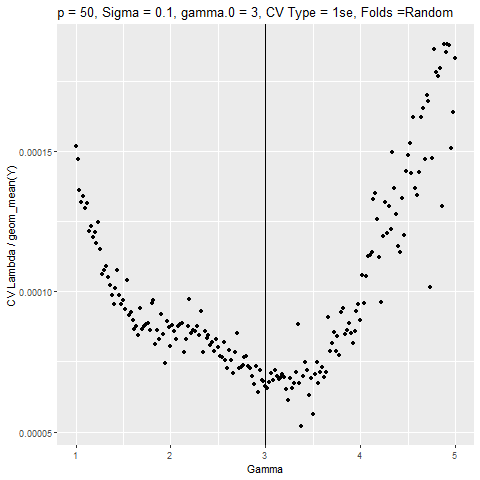 p = 50, Sigma = 0.1, gamma.0 = 3, CV Type = 1se, Folds =Random
CV Lambda / geom_mean(Y)
0.00015
0.00010
0.00005
1 2 3 4 5
Gamma